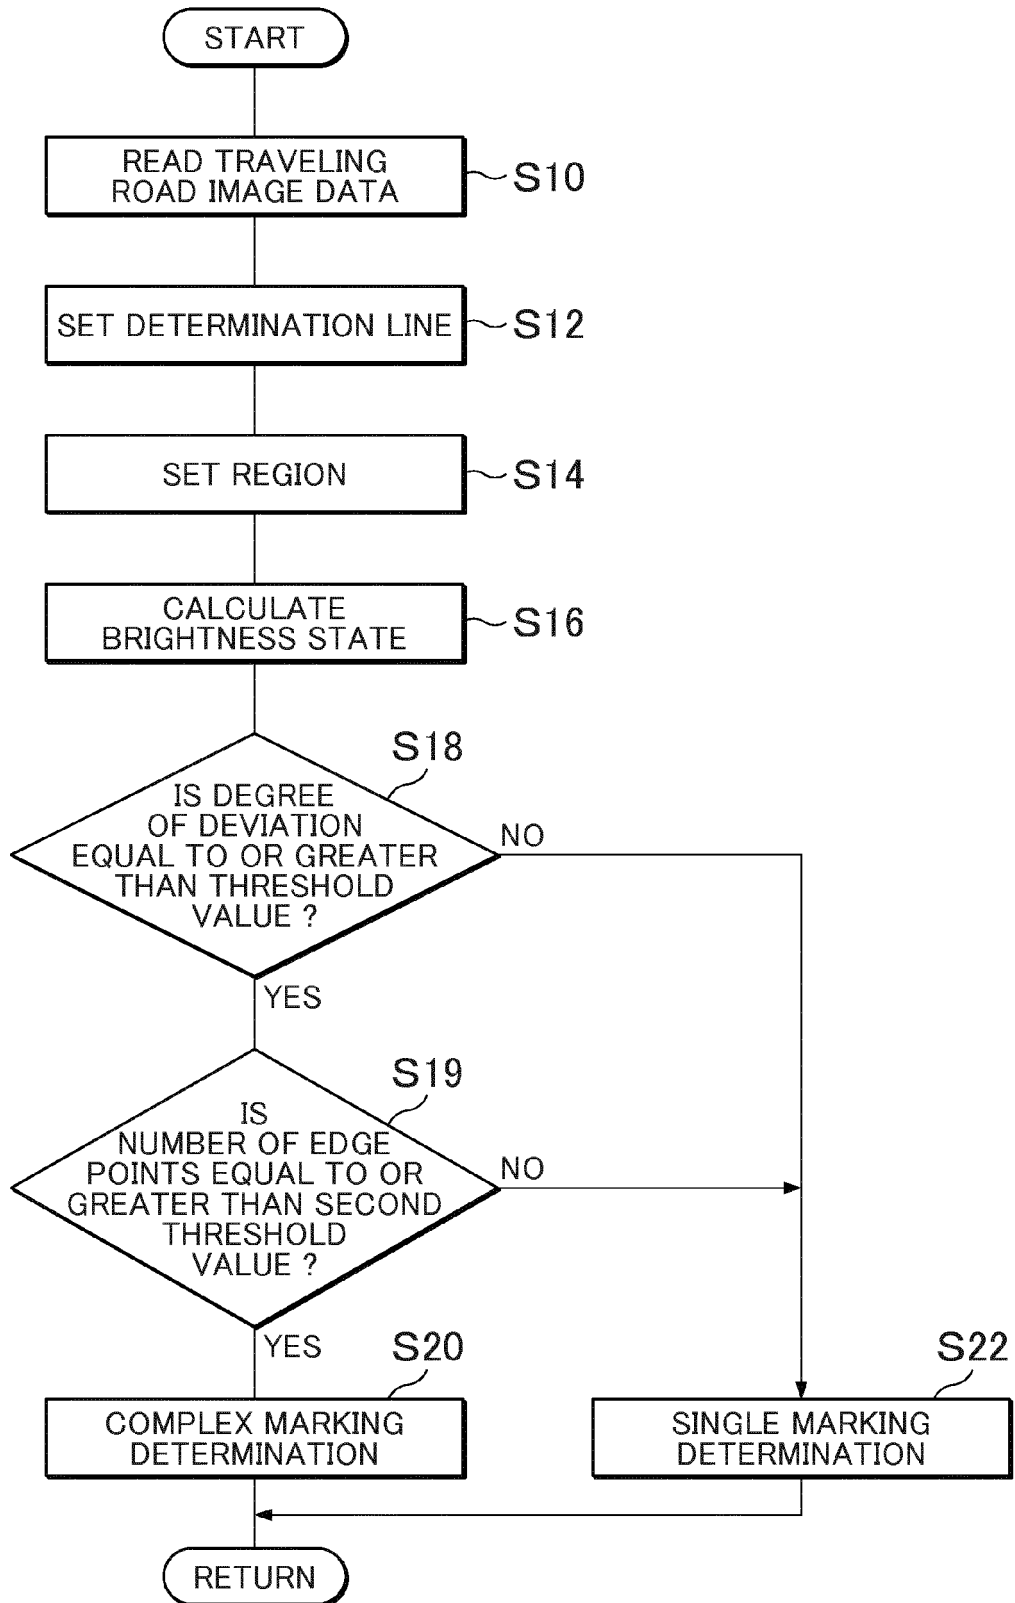 START
READ TRAVELING
ROAD IMAGE DATA
S10
SET DETERMINATION LINE
S12
SET REGION
S14
CALCULATE
BRIGHTNESS STATE
S16
S18
IS DEGREE
OF DEVIATION
EQUAL TO OR GREATER
THAN THRESHOLD
VALUE ?
NO
YES
S19
IS
NUMBER OF EDGE
POINTS EQUAL TO OR
GREATER THAN SECOND
THRESHOLD
VALUE ?
NO
YES
S20
COMPLEX MARKING
DETERMINATION
S22
SINGLE MARKING
DETERMINATION
RETURN